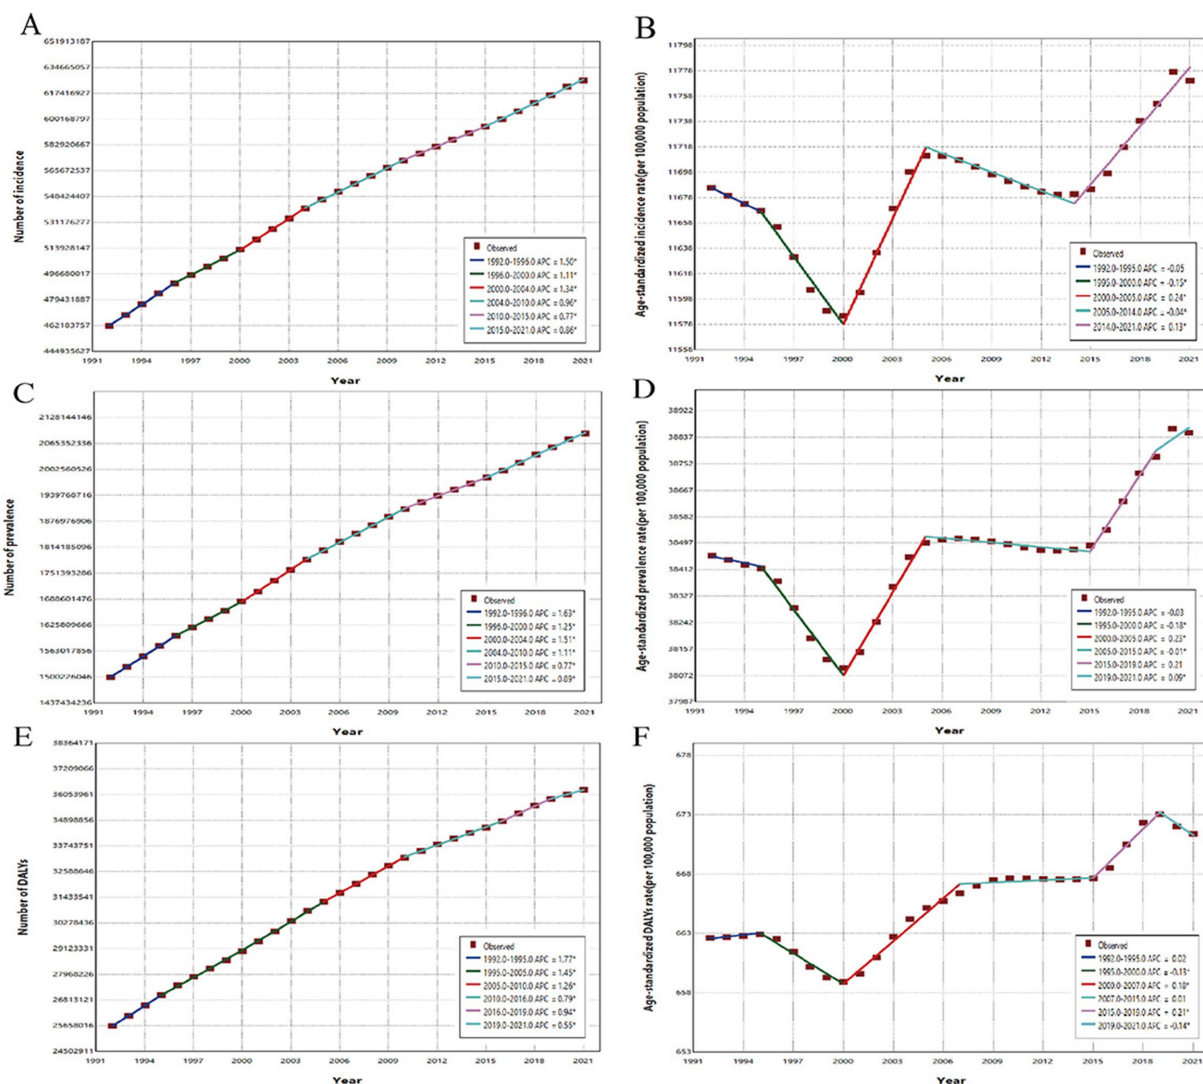 A
651913187
634665057
617416927
600168797
582920667
565672537
548424407
531176277
513928147
496680017
479431887
462183757
444935627
1991 1994 1997 2000 2003 2006 2009 2012 2015 2018 2021
Number of incidence
Year
Observed
1992.0-1996.0 APC = 1.50*
1996.0-2000.0 APC = 1.11*
2000.0-2004.0 APC = 1.34*
2004.0-2010.0 APC = 0.96*
2010.0-2015.0 APC = 0.77*
2015.0-2021.0 APC = 0.86*
B
11798
11778
11758
11738
11718
11698
11678
11658
11638
11616
11598
11578
11558
1991 1994 1997 2000 2003 2006 2009 2012 2015 2018 2021
Age-standardized incidence rate(per 100,000 population)
Year
Observed
1992.0-1995.0 APC = -0.05
1995.0-2000.0 APC = -0.15*
2000.0-2005.0 APC = 0.24*
2005.0-2014.0 APC = -0.04*
2014.0-2021.0 APC = 0.13*
C
2128144146
2065352336
2002560526
1939760716
1876976906
1814185096
1751393286
1688601476
1625809666
1563017856
1500226046
1437434236
1991 1994 1997 2000 2003 2006 2009 2012 2015 2018 2021
Number of prevalence
Year
Observed
1992.0-1996.0 APC = 1.63*
1996.0-2000.0 APC = 1.25*
2000.0-2004.0 APC = 1.51*
2004.0-2010.0 APC = 1.11*
2010.0-2015.0 APC = 0.77*
2015.0-2021.0 APC = 0.89*
D
38922
38837
38752
38667
38582
38497
38412
38327
38242
38157
38072
37987
1991 1994 1997 2000 2003 2006 2009 2012 2015 2018 2021
Age-standardized prevalence rate(per 100,000 population)
Year
Observed
1992.0-1995.0 APC = -0.03
1995.0-2000.0 APC = -0.18*
2000.0-2005.0 APC = 0.23*
2005.0-2015.0 APC = -0.01*
2015.0-2019.0 APC = 0.21
2019.0-2021.0 APC = 0.09*
E
38364171
37209066
36053961
34898856
33743751
32588646
31433541
30278436
29123331
27968226
26813121
25658016
24502911
1991 1994 1997 2000 2003 2006 2009 2012 2015 2018 2021
Number of DALYs
Year
Observed
1992.0-1995.0 APC = 1.77*
1995.0-2005.0 APC = 1.45*
2005.0-2010.0 APC = 1.26*
2010.0-2016.0 APC = 0.79*
2016.0-2019.0 APC = 0.94*
2019.0-2021.0 APC = 0.55*
F
678
673
668
663
658
653
1991 1994 1997 2000 2003 2006 2009 2012 2015 2018 2021
Age-standardized DALYs rate(per 100,000 population)
Year
Observed
1992.0-1995.0 APC = 0.02
1995.0-2000.0 APC = -0.13*
2000.0-2007.0 APC = 0.18*
2007.0-2015.0 APC = 0.01
2015.0-2019.0 APC = 0.21*
2019.0-2021.0 APC = -0.14*